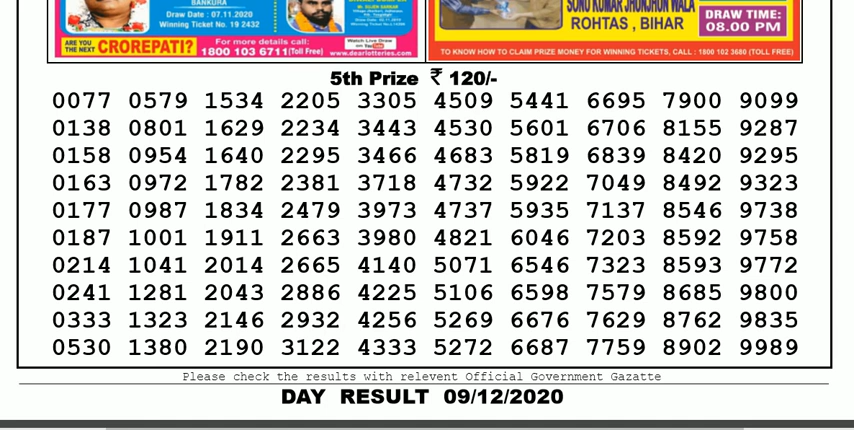 BANKURA
Draw Date : 07.11.2020
Winning Ticket No. 19 2432
ARE YOU THE NEXT CROREPATI?
For more details call:
1800 103 6711(Toll Free)
Watch Live Draw
on YouTube
www.dearlotteries.com
SONU KUMAR JHUNJHUN WALA
ROHTAS , BIHAR
DRAW TIME:
08.00 PM
TO KNOW HOW TO CLAIM PRIZE MONEY FOR WINNING TICKETS, CALL : 1800 102 3680 (TOLL FREE)
5th Prize ₹ 120/-
0077 0579 1534 2205 3305 4509 5441 6695 7900 9099
0138 0801 1629 2234 3443 4530 5601 6706 8155 9287
0158 0954 1640 2295 3466 4683 5819 6839 8420 9295
0163 0972 1782 2381 3718 4732 5922 7049 8492 9323
0177 0987 1834 2479 3973 4737 5935 7137 8546 9738
0187 1001 1911 2663 3980 4821 6046 7203 8592 9758
0214 1041 2014 2665 4140 5071 6546 7323 8593 9772
0241 1281 2043 2886 4225 5106 6598 7579 8685 9800
0333 1323 2146 2932 4256 5269 6676 7629 8762 9835
0530 1380 2190 3122 4333 5272 6687 7759 8902 9989
Please check the results with relevent Official Government Gazatte
DAY RESULT 09/12/2020